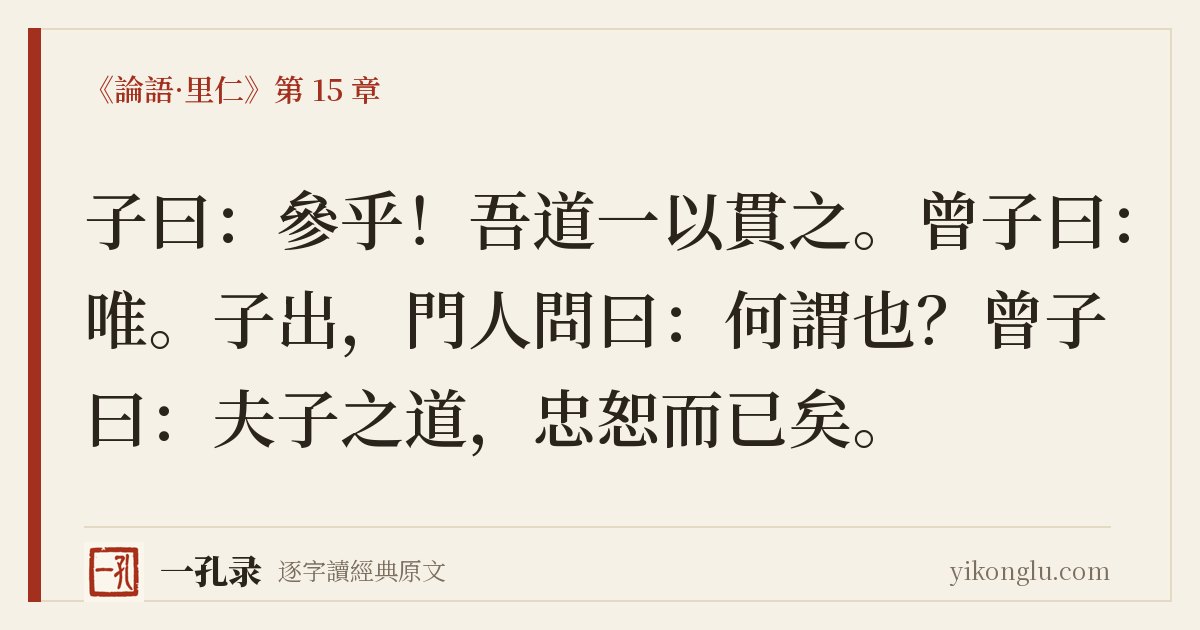 《論語·里仁》第 15 章
子曰：參乎！吾道一以貫之。曾子曰：
唯。子出，門人問曰：何謂也？曾子
曰：夫子之道，忠恕而已矣。
一孔
一孔录 逐字讀經典原文 yikonglu.com